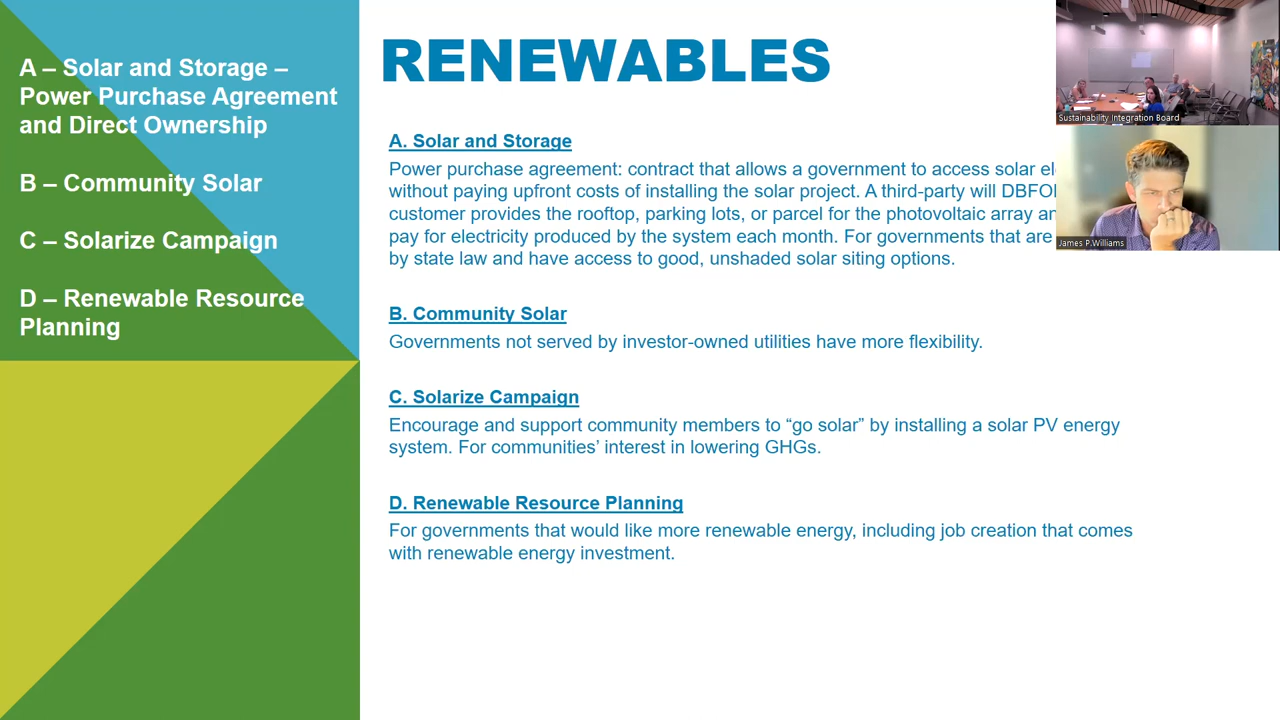 A – Solar and Storage –
Power Purchase Agreement
and Direct Ownership
B – Community Solar
C – Solarize Campaign
D – Renewable Resource
Planning
RENEWABLES
A. Solar and Storage
Power purchase agreement: contract that allows a government to access solar
without paying upfront costs of installing the solar project. A third-party will
customer provides the rooftop, parking lots, or parcel for the photovoltaic array
pay for electricity produced by the system each month. For governments that are
by state law and have access to good, unshaded solar siting options.
B. Community Solar
Governments not served by investor-owned utilities have more flexibility.
C. Solarize Campaign
Encourage and support community members to “go solar” by installing a solar PV energy
system. For communities’ interest in lowering GHGs.
D. Renewable Resource Planning
For governments that would like more renewable energy, including job creation that comes
with renewable energy investment.
Sustainability Integration Board
James P.Williams